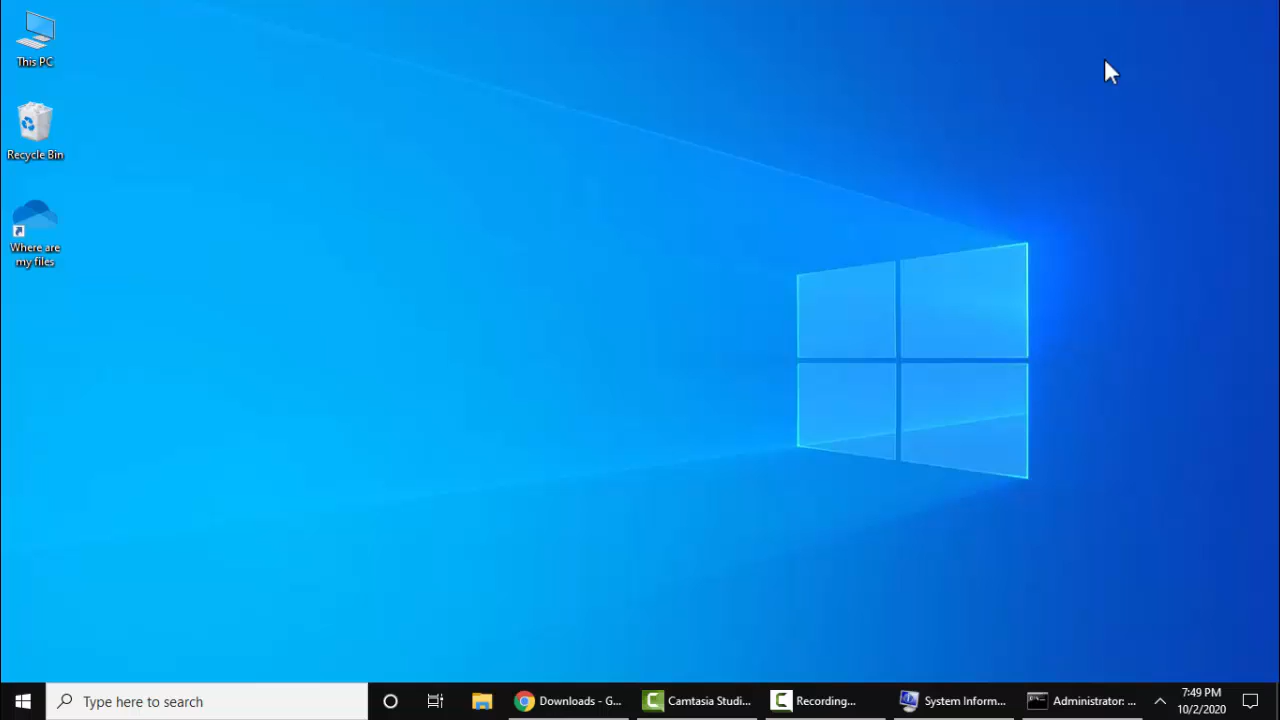 This PC
Recycle Bin
Where are
my files
Type here to search
Downloads - G...
Camtasia Studi...
Recording...
System Inform...
Administrator: ...
7:49 PM
10/2/2020